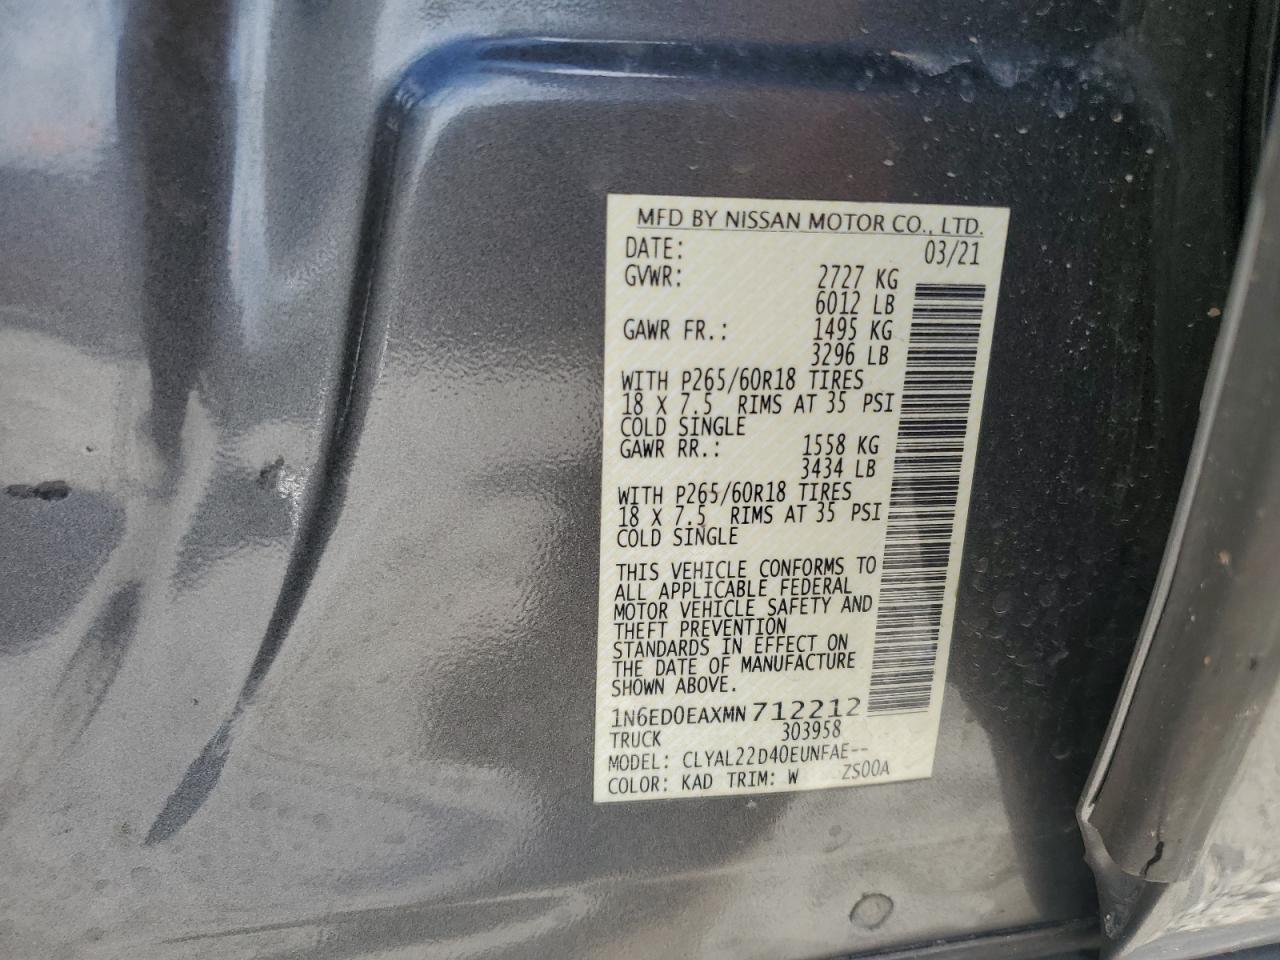 MFD BY NISSAN MOTOR CO., LTD.
DATE: 03/21
GVWR: 2727 KG
6012 LB
GAWR FR.: 1495 KG
3296 LB
WITH P265/60R18 TIRES
18 X 7.5 RIMS AT 35 PSI
COLD SINGLE
GAWR RR.: 1558 KG
3434 LB
WITH P265/60R18 TIRES
18 X 7.5 RIMS AT 35 PSI
COLD SINGLE
THIS VEHICLE CONFORMS TO
ALL APPLICABLE FEDERAL
MOTOR VEHICLE SAFETY AND
THEFT PREVENTION
STANDARDS IN EFFECT ON
THE DATE OF MANUFACTURE
SHOWN ABOVE.
1N6ED0EAXMN712212
TRUCK 303958
MODEL: CLYAL22D40EUNFAE--
COLOR: KAD TRIM: W ZS00A